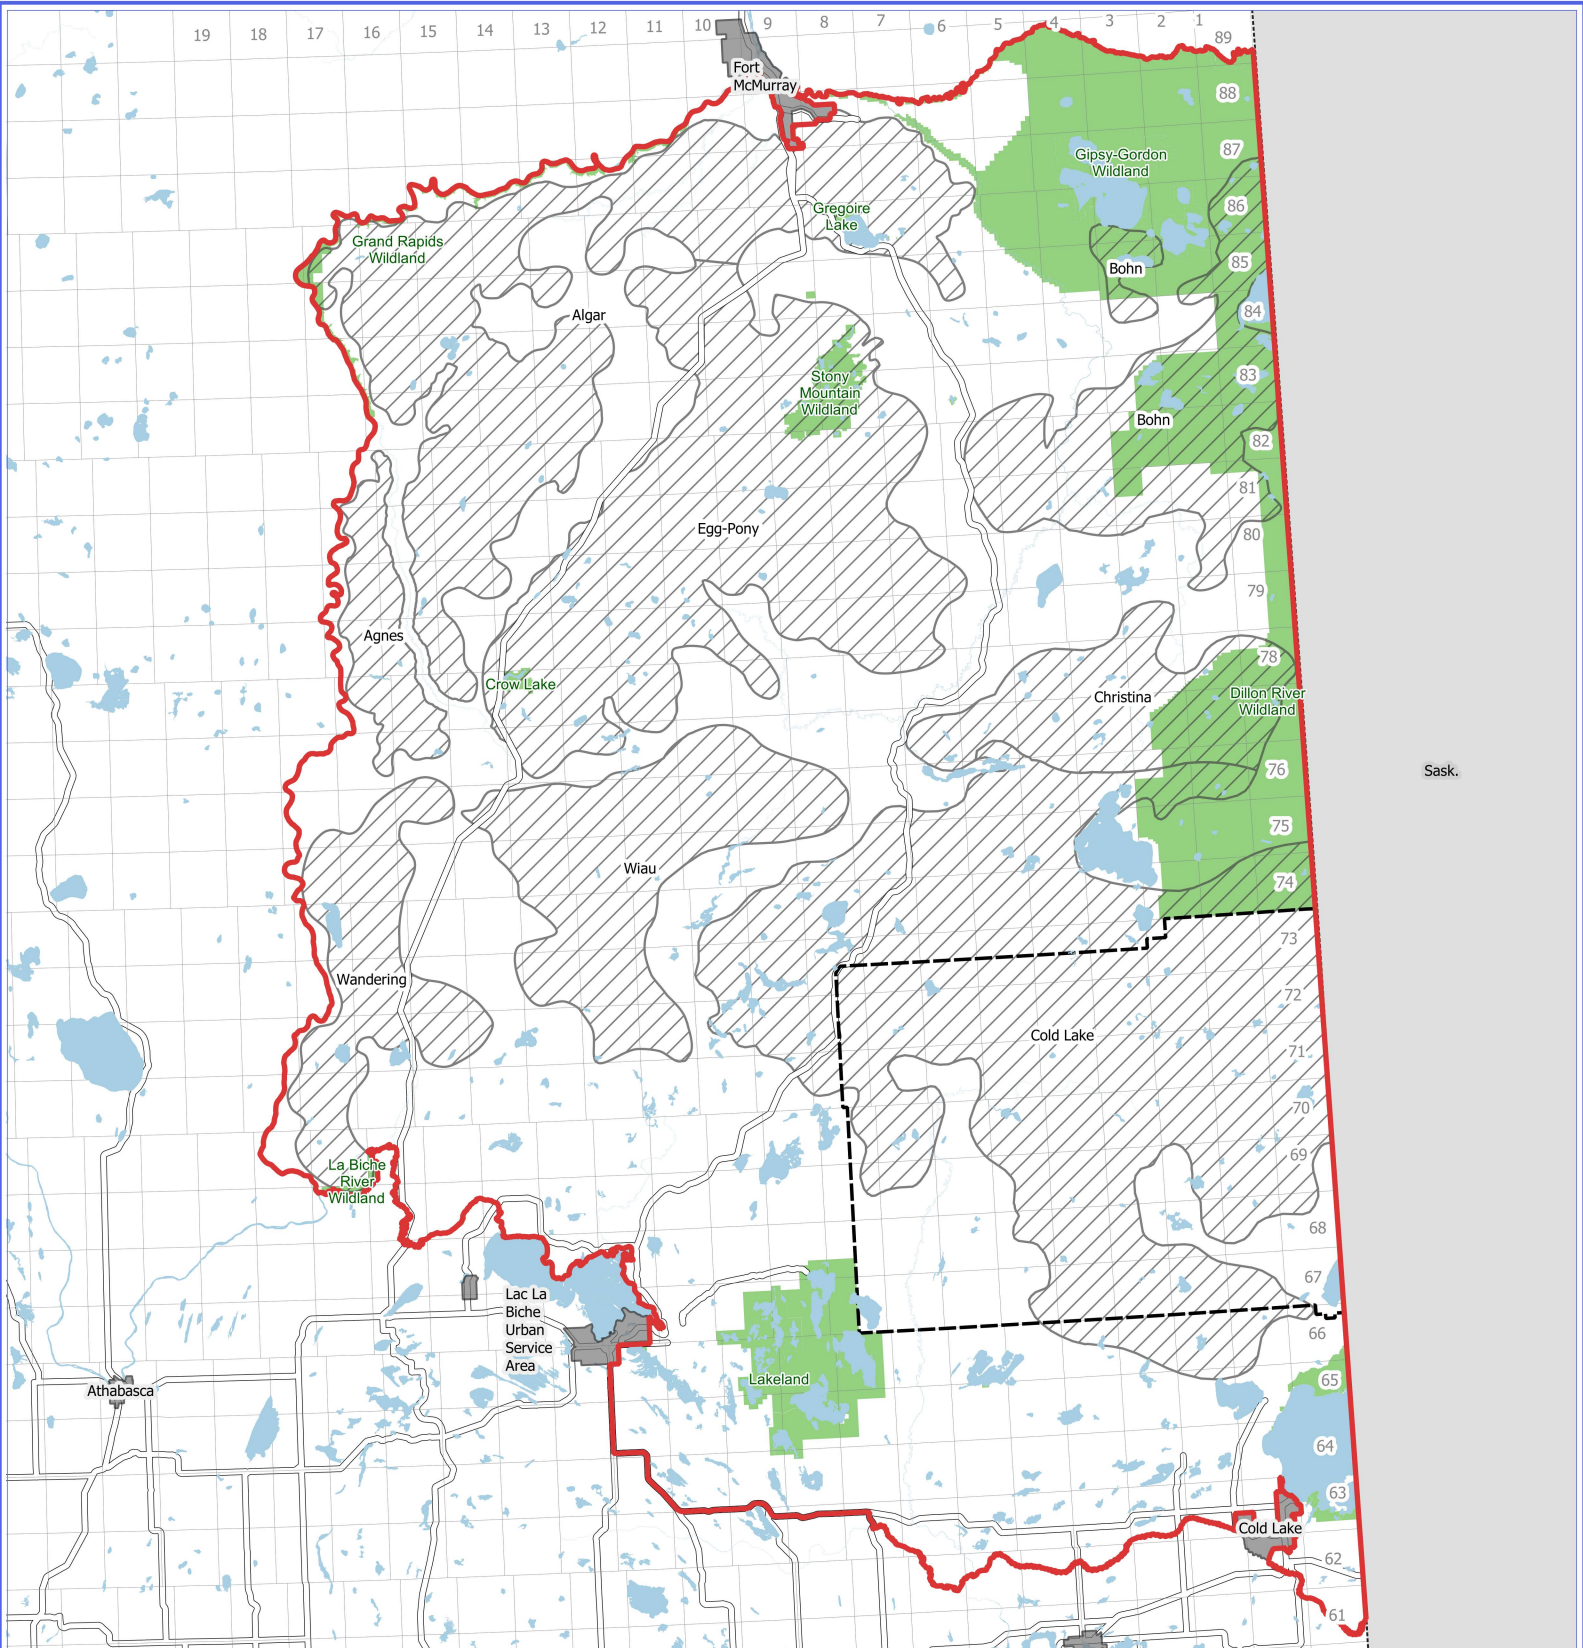 19 18 17 16 15 14 13 12 11 10 9 8 7 6 5 4 3 2 1
89
Fort
McMurray
88
87
Gipsy-Gordon
Wildland
86
Gregoire
Lake
Grand Rapids
Wildland
85
Bohn
84
Algar
83
Stony
Mountain
Wildland
Bohn
82
81
Egg-Pony
80
79
Agnes
78
Crow Lake
Christina
Dillon River
Wildland
76
Sask.
75
Wiau
74
73
Wandering
72
Cold Lake
71
70
69
La Biche
River
Wildland
68
67
Lac La
Biche
Urban
Service
Area
66
Lakeland
65
Athabasca
64
63
Cold Lake
62
61